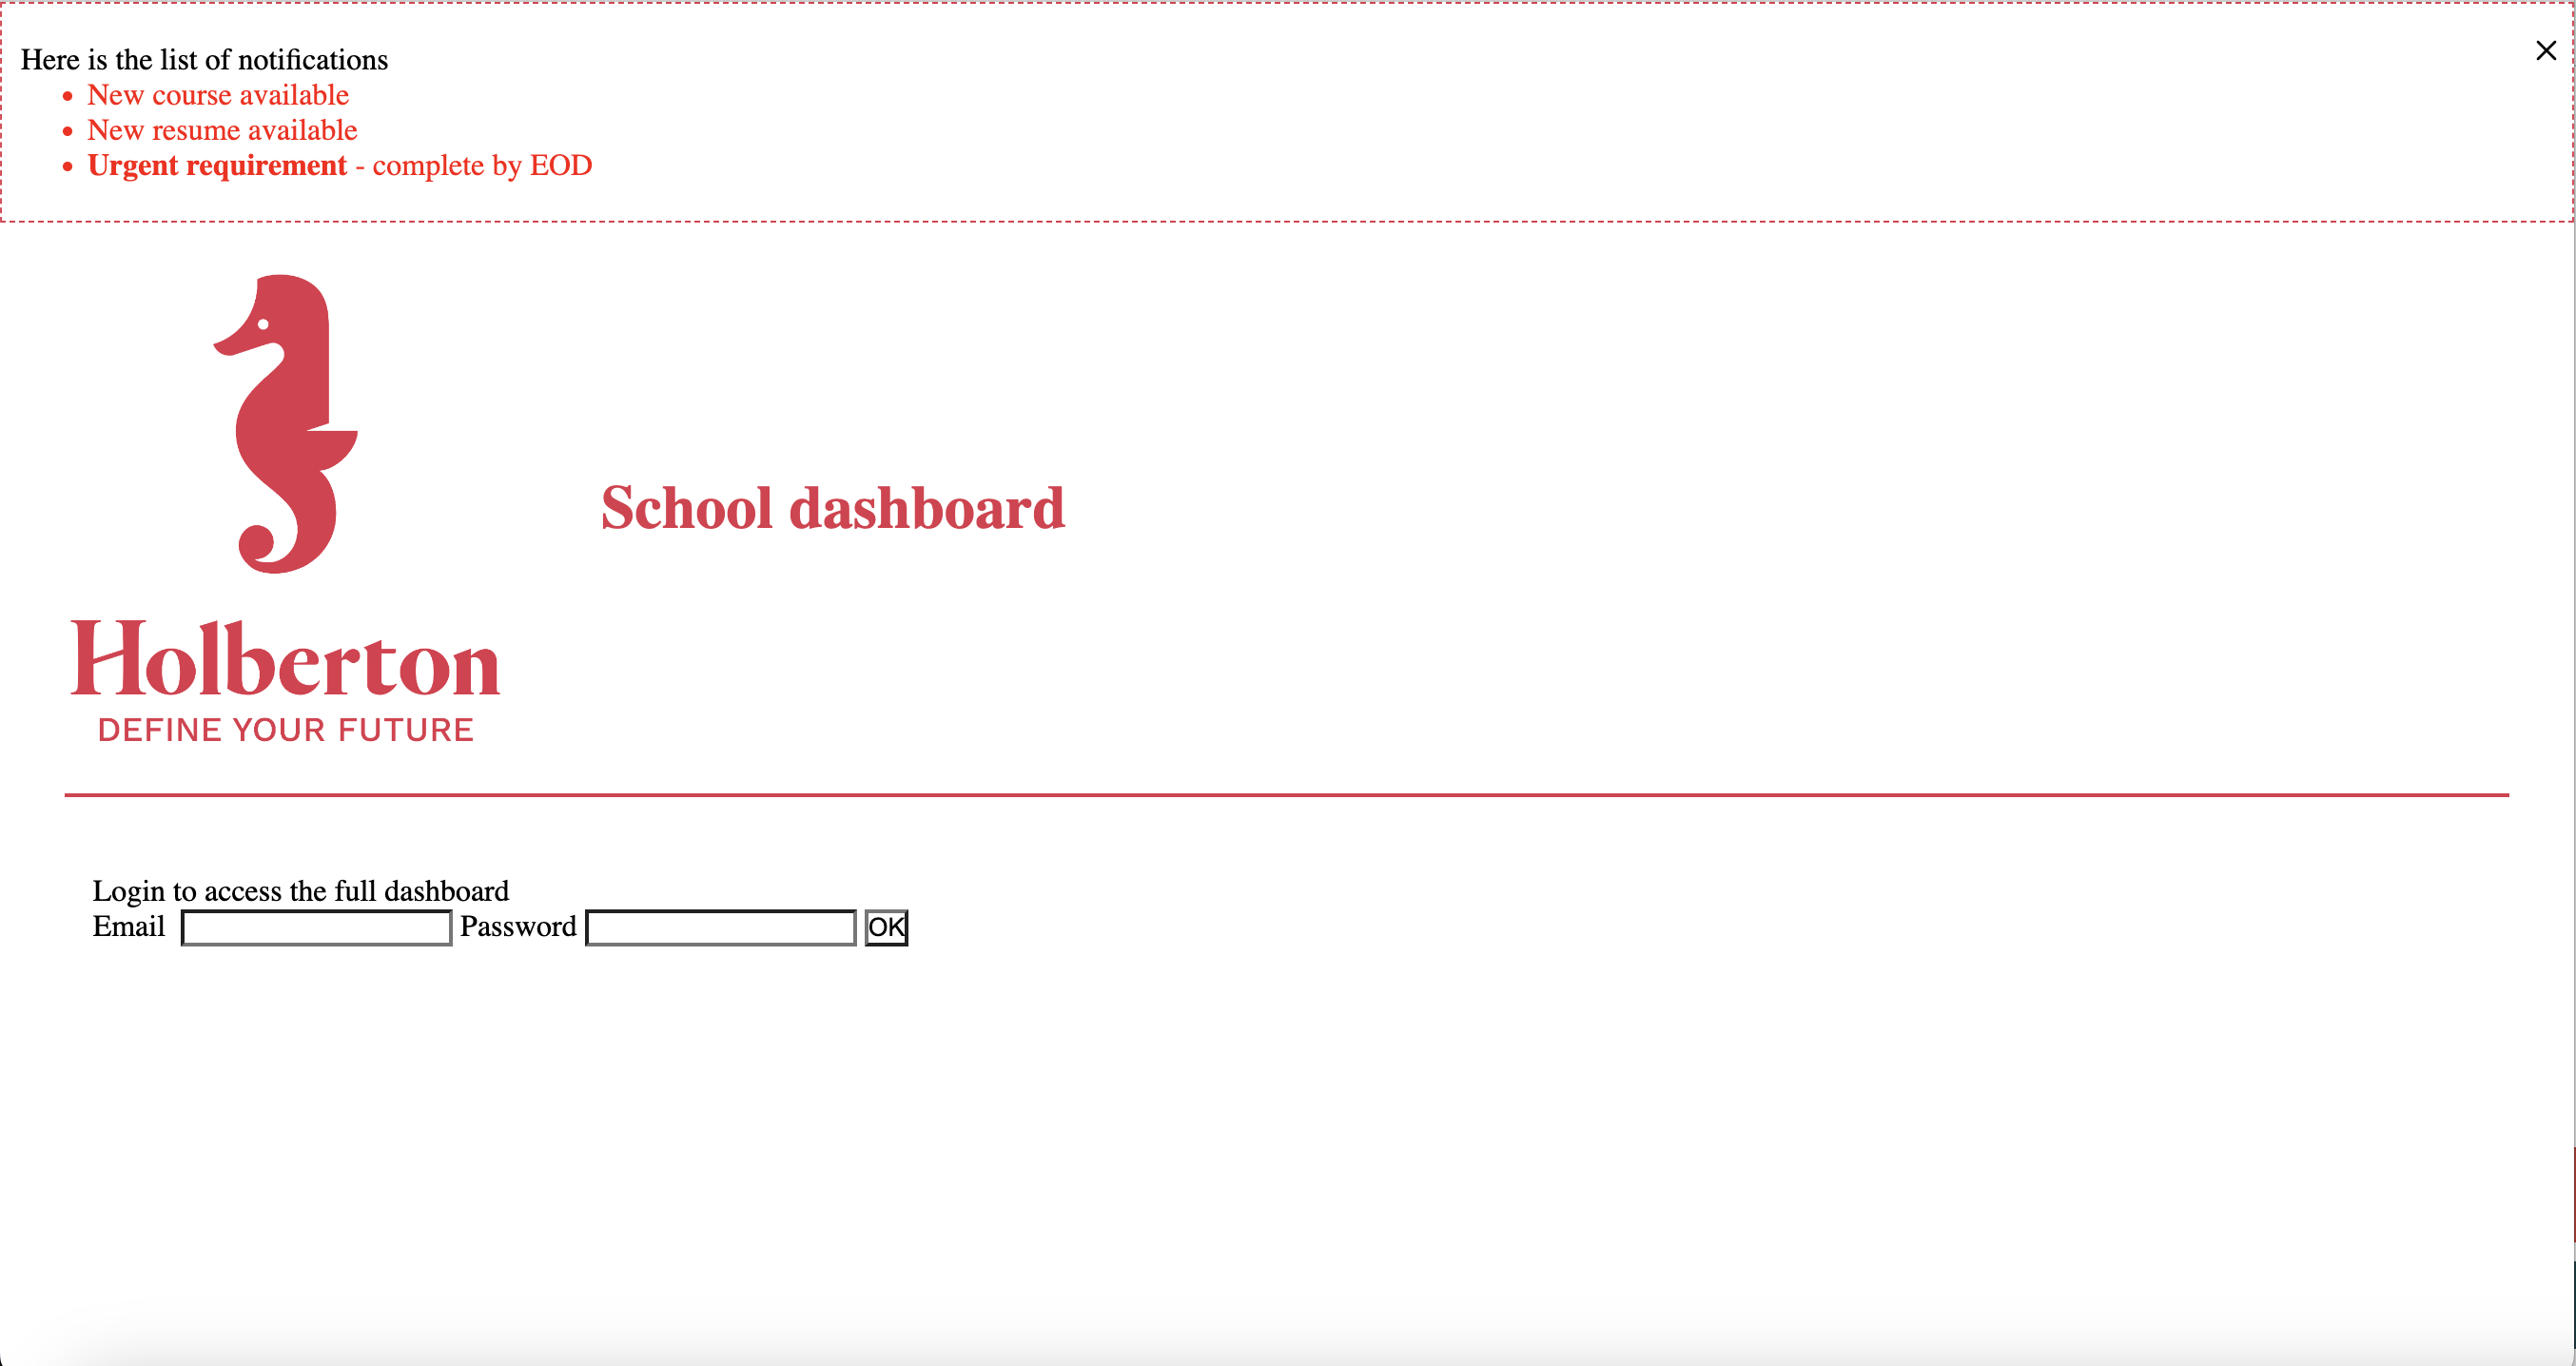 Here is the list of notifications
New course available
New resume available
Urgent requirement - complete by EOD
School dashboard
Holberton
DEFINE YOUR FUTURE
Login to access the full dashboard
Email Password OK